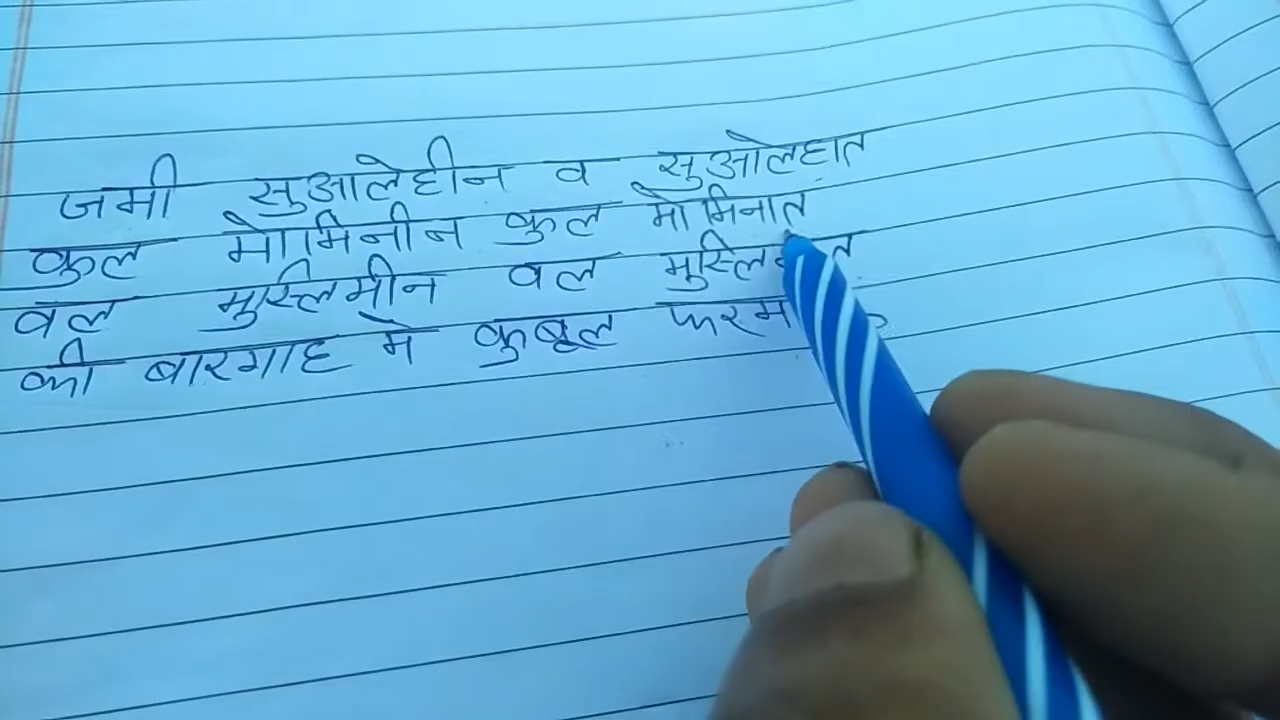 जमी सुआलेहीन व सुआलेहात
कुल मोमिनीन कुल मोमिनात
वल मुस्लिमीन वल
की बारगाह मे कुबूल